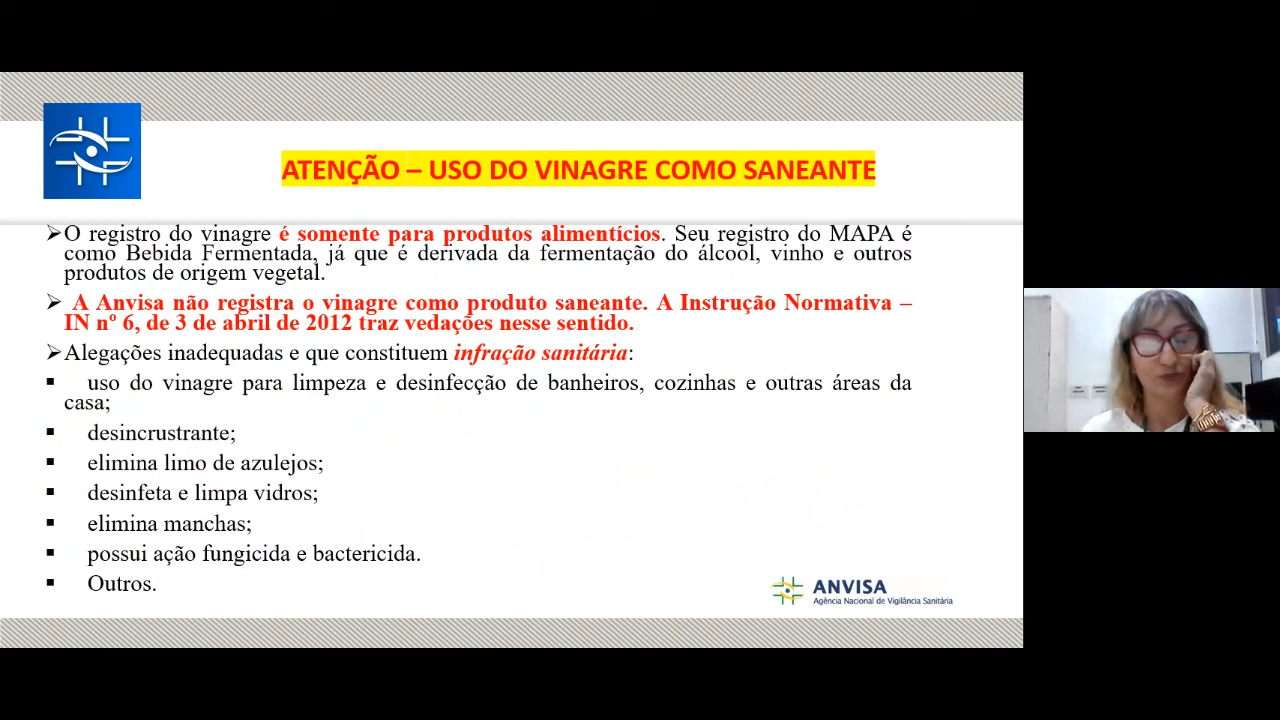 ATENÇÃO – USO DO VINAGRE COMO SANEANTE
➢O registro do vinagre é somente para produtos alimentícios. Seu registro do MAPA é
como Bebida Fermentada, já que é derivada da fermentação do álcool, vinho e outros
produtos de origem vegetal.
➢ A Anvisa não registra o vinagre como produto saneante. A Instrução Normativa –
IN nº 6, de 3 de abril de 2012 traz vedações nesse sentido.
➢Alegações inadequadas e que constituem infração sanitária:
▪ uso do vinagre para limpeza e desinfecção de banheiros, cozinhas e outras áreas da
casa;
▪ desincrustrante;
▪ elimina limo de azulejos;
▪ desinfeta e limpa vidros;
▪ elimina manchas;
▪ possui ação fungicida e bactericida.
▪ Outros.
ANVISA
Agência Nacional de Vigilância Sanitária